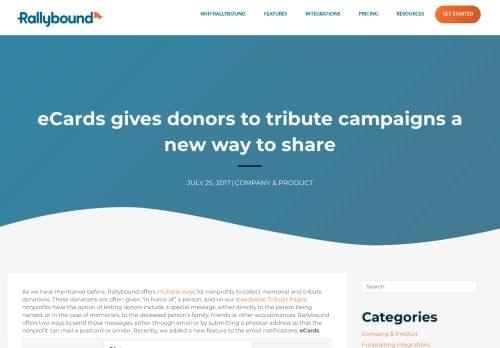 Rallybound
WHY RALLYBOUND
FEATURES
INTEGRATIONS
PRICING
RESOURCES
GET STARTED
eCards gives donors to tribute campaigns a
new way to share
JULY 25, 2017 | COMPANY & PRODUCT
As we have mentioned before, Rallybound offers multiple ways for nonprofits to collect memorial and tribute
donations. These donations are often given "in honor of" a person, and on our standalone Tribute Pages,
nonprofits have the option of letting donors include a special message, either directly to the person being
named, or in the case of memorials, to the deceased person's family, friends or other acquaintances. Rallybound
offers two ways to send those messages, either through email or by submitting a physical address so that the
nonprofit can mail a postcard or similar. Recently, we added a new feature to the email notifications: eCards.
Search
Categories
Company & Product
Fundraising Integrations